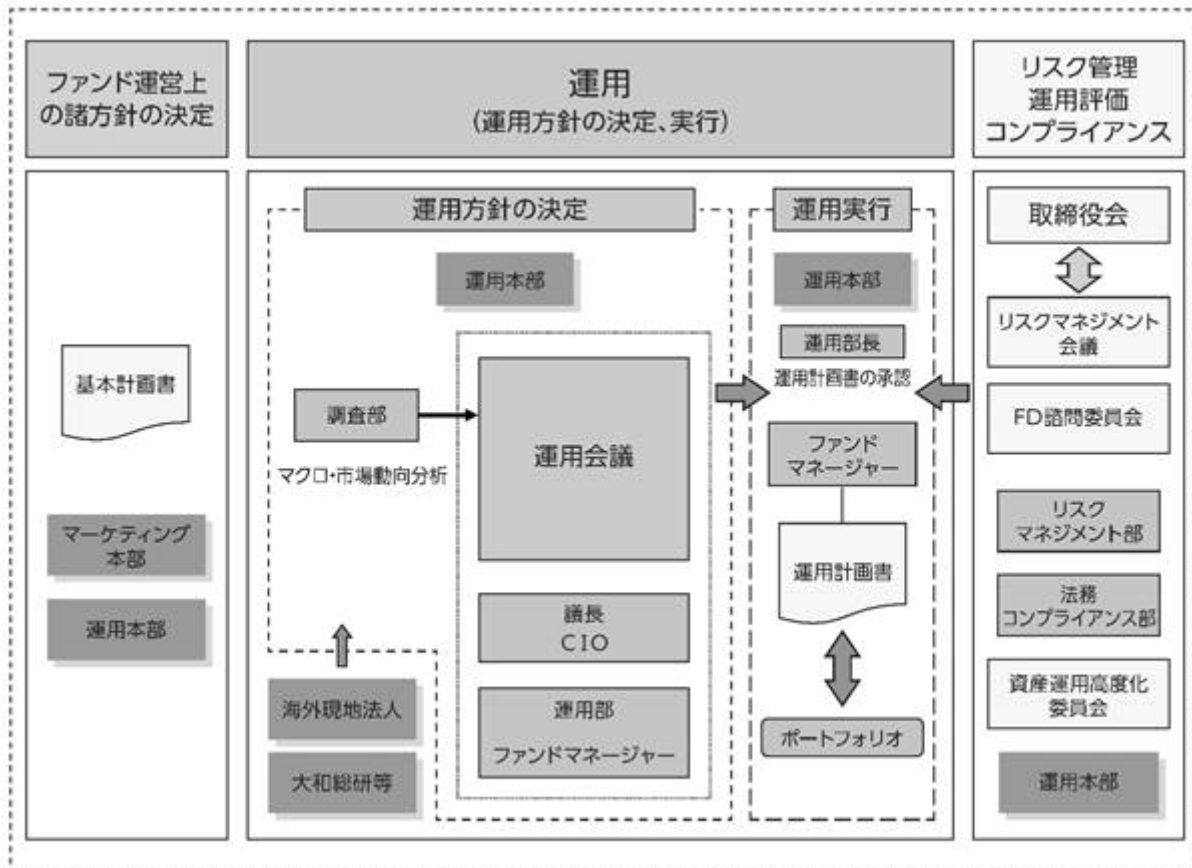 ファンド運営上
の諸方針の決定
基本計画書
マーケティング
本部
運用本部
運用
(運用方針の決定、実行)
運用方針の決定
運用本部
調査部
マクロ・市場動向分析
運用会議
議長
CIO
運用部
ファンドマネージャー
海外現地法人
大和総研等
運用実行
運用本部
運用部長
運用計画書の承認
ファンド
マネージャー
運用計画書
ポートフォリオ
リスク管理
運用評価
コンプライアンス
取締役会
リスクマネジメント
会議
FD諮問委員会
リスク
マネジメント部
法務
コンプライアンス部
資産運用高度化
委員会
運用本部